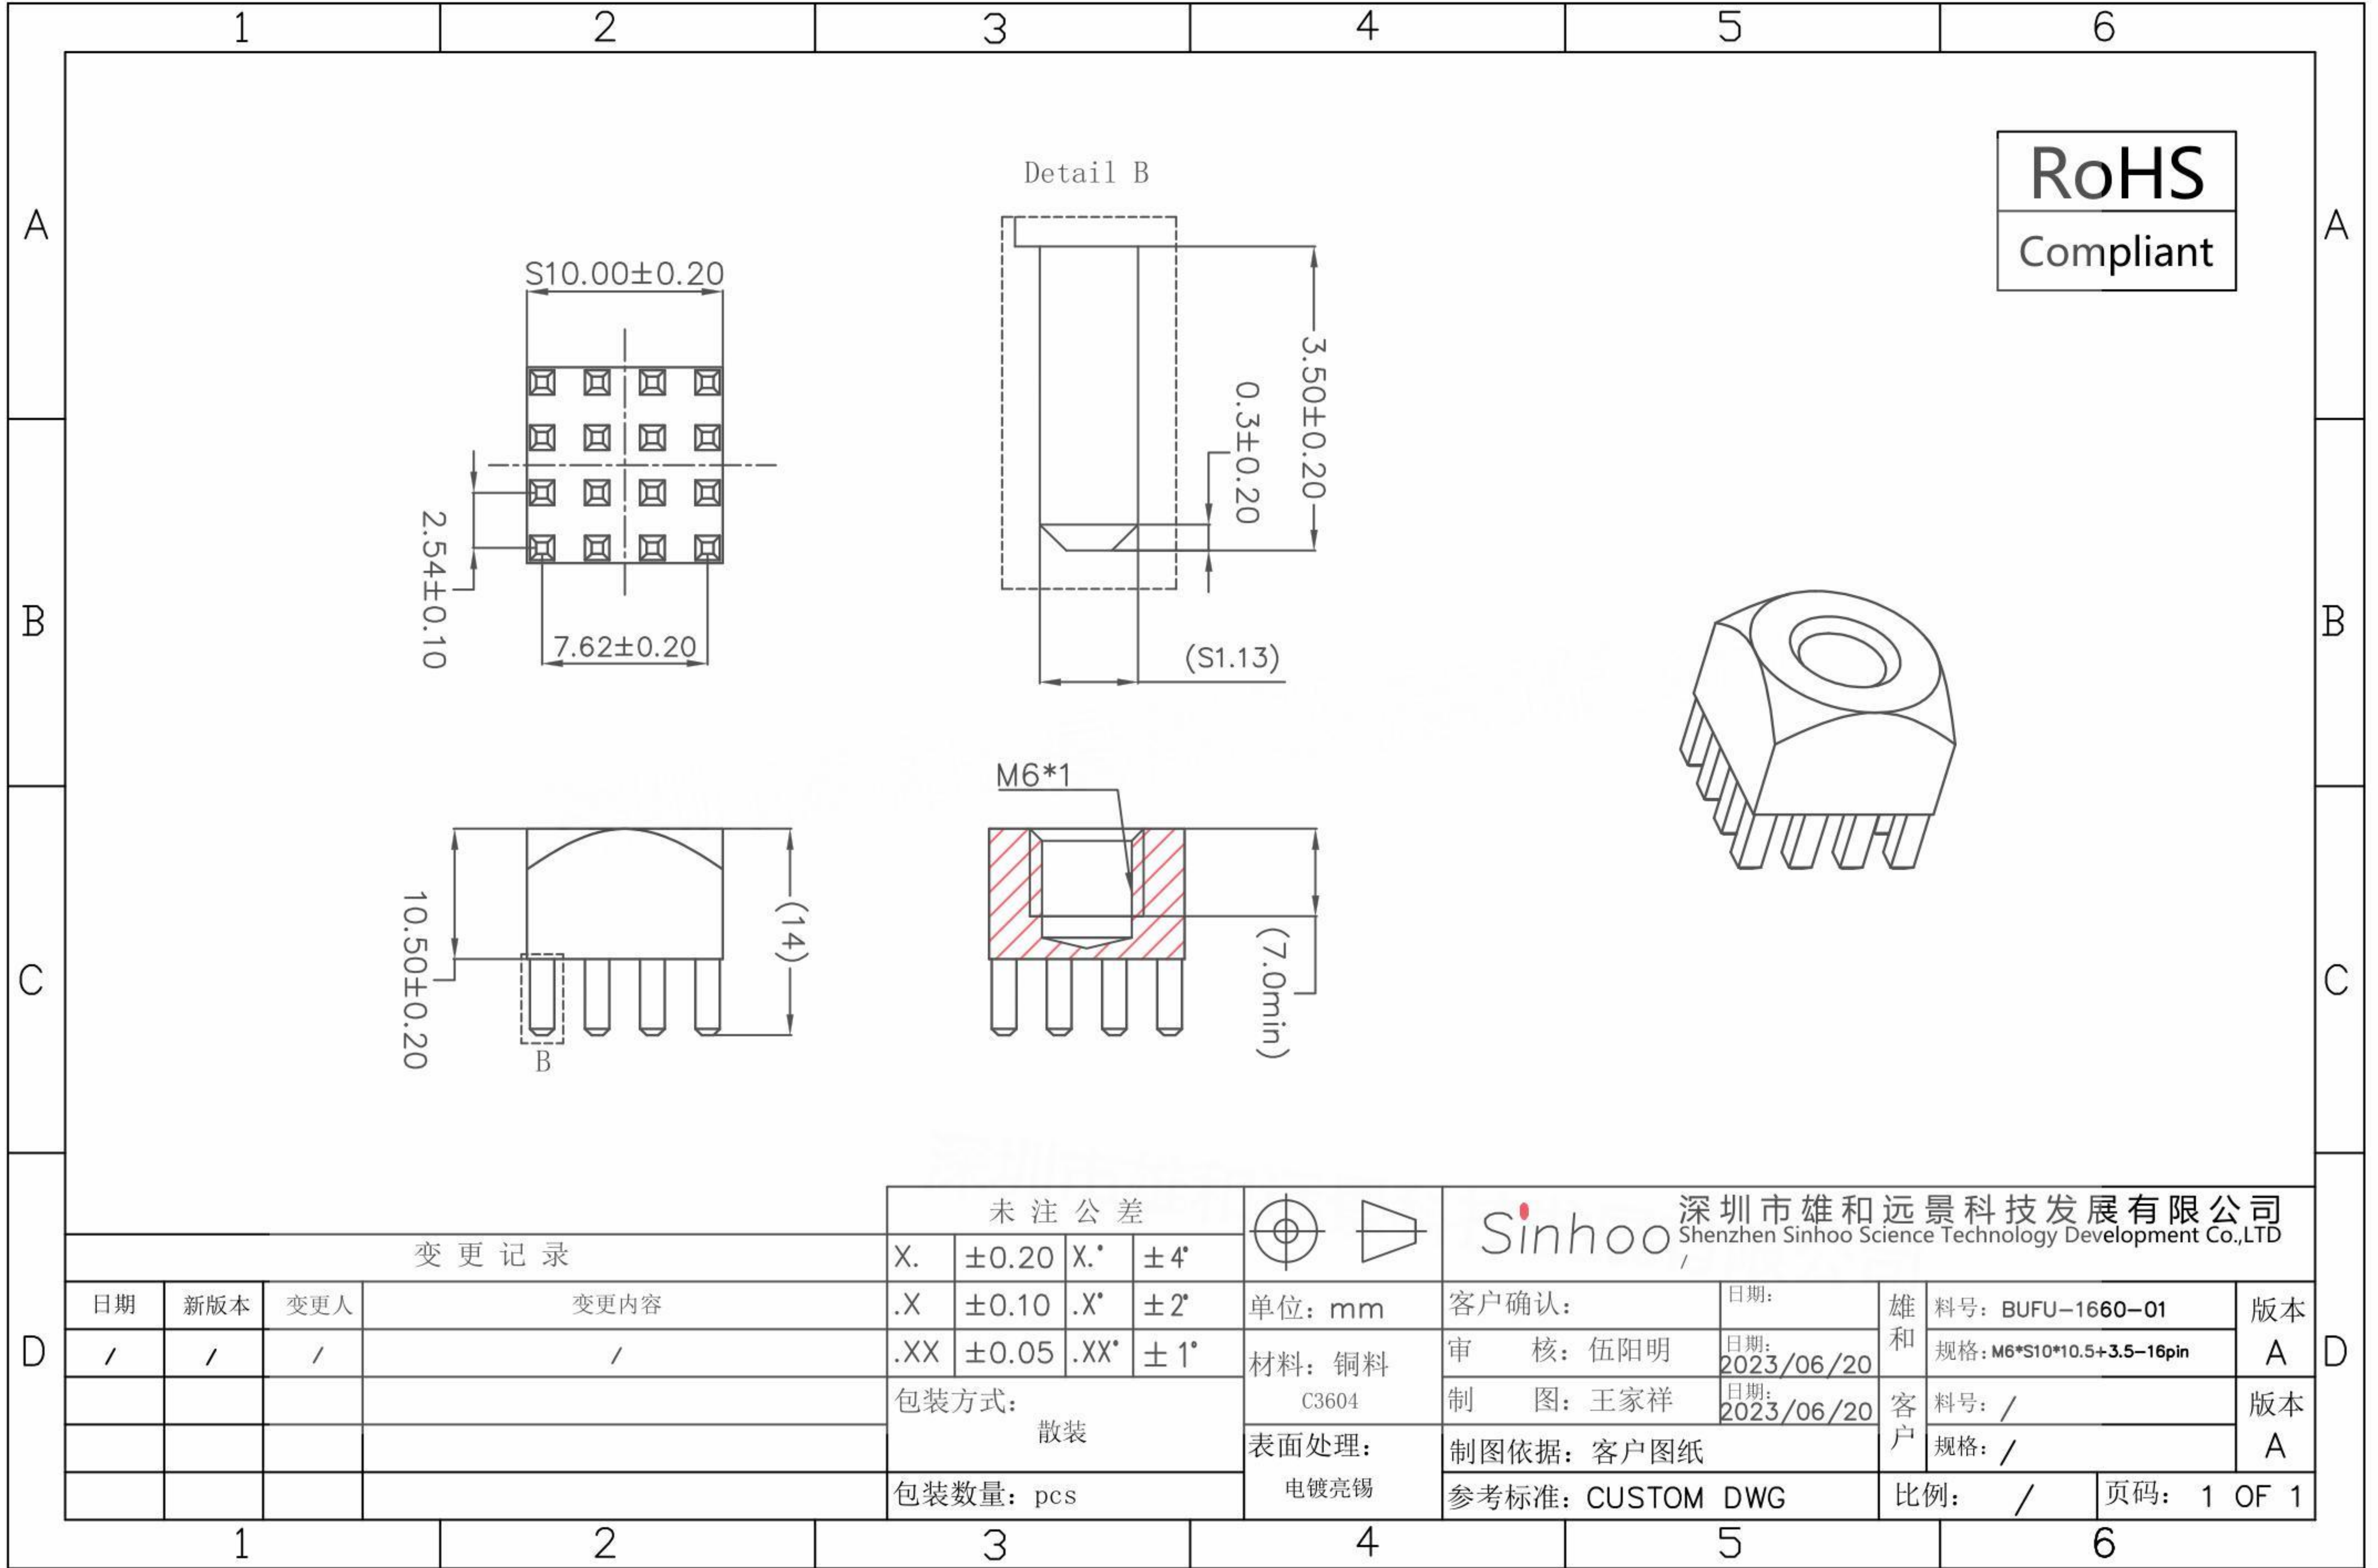 1 2 3 4 5 6
A
B
C
D
A
B
C
D
RoHS
Compliant
Detail B
S10.00±0.20
2.54±0.10
7.62±0.20
3.50±0.20
0.3±0.20
(S1.13)
M6*1
10.50±0.20
(14)
(7.0min)
B
变更记录
日期 新版本 变更人 变更内容
/ / / /
未注公差
X. ±0.20 X.° ±4°
.X ±0.10 .X° ±2°
.XX ±0.05 .XX° ±1°
包装方式:
散装
包装数量: pcs
单位: mm
材料: 铜料
C3604
表面处理:
电镀亮锡
Sinhoo
深圳市雄和远景科技发展有限公司
Shenzhen Sinhoo Science Technology Development Co.,LTD
/
客户确认: 日期:
审 核: 伍阳明 日期: 2023/06/20
制 图: 王家祥 日期: 2023/06/20
制图依据: 客户图纸
参考标准: CUSTOM DWG
雄和
料号: BUFU-1660-01
规格: M6*S10*10.5+3.5-16pin
版本
A
客户
料号: /
规格: /
版本
A
比例: /
页码: 1 OF 1
1 2 3 4 5 6